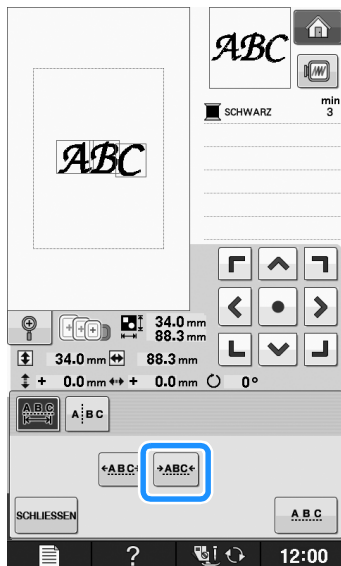 ABC
SCHWARZ
min
3
ABC
34.0 mm
88.3 mm
34.0 mm 88.3 mm
+ 0.0 mm + 0.0 mm 0°
ABC
A BC
ABC
ABC
SCHLIESSEN
A B C
?
12:00